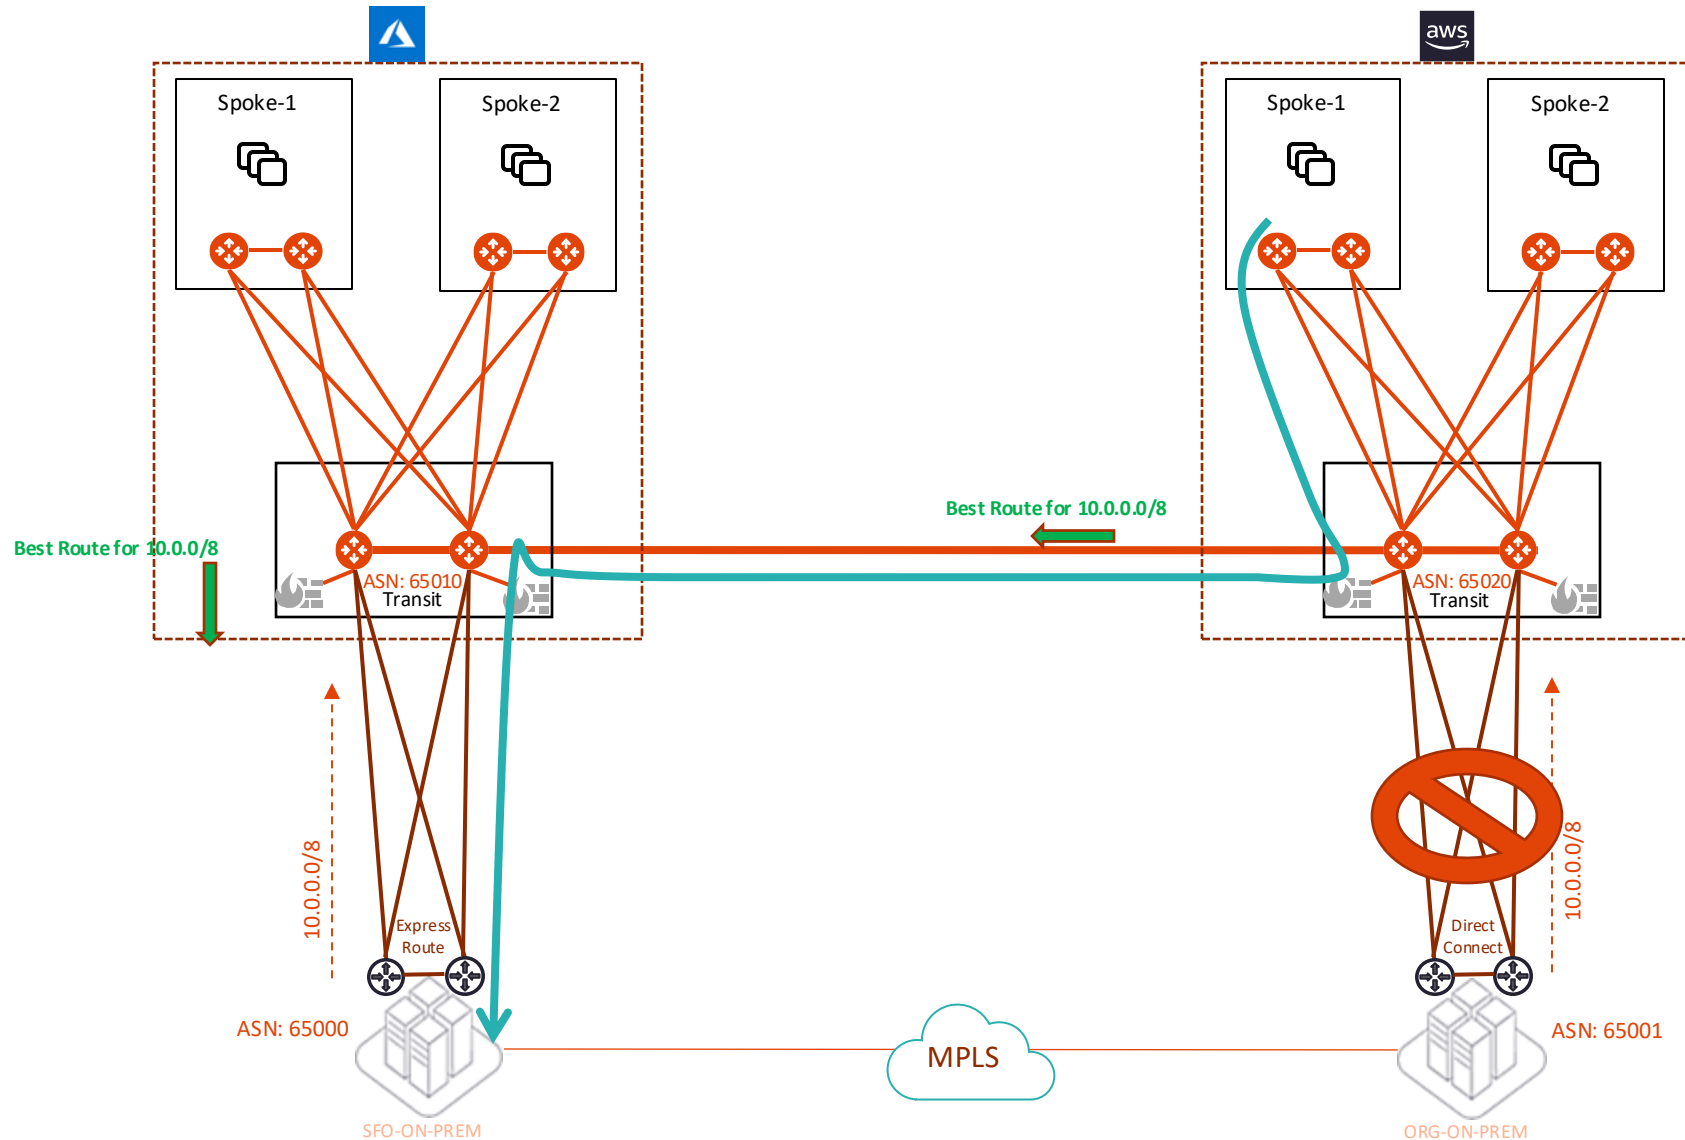 aws
Spoke-1
Spoke-2
Spoke-1
Spoke-2
Best Route for 10.0.0.0/8
Best Route for 10.0.0/8
ASN: 65010
Transit
ASN: 65020
Transit
10.0.0.0/8
10.0.0.0/8
Express
Route
Direct
Connect
ASN: 65000
MPLS
ASN: 65001
SFO-ON-PREM
ORG-ON-PREM